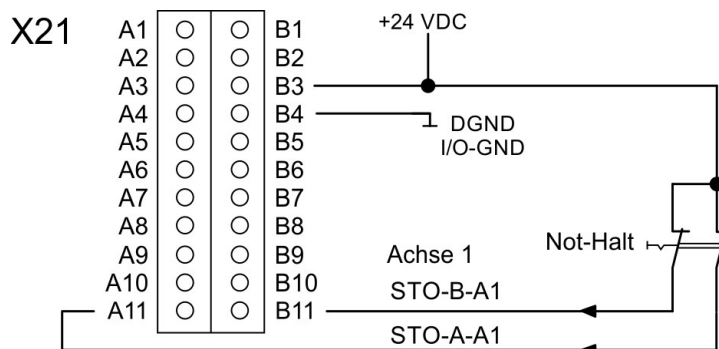 X21
A1 B1
A2 B2
A3 B3
A4 B4
A5 B5
A6 B6
A7 B7
A8 B8
A9 B9
A10 B10
A11 B11
+24 VDC
DGND
I/O-GND
Not-Halt
Achse 1
STO-B-A1
STO-A-A1